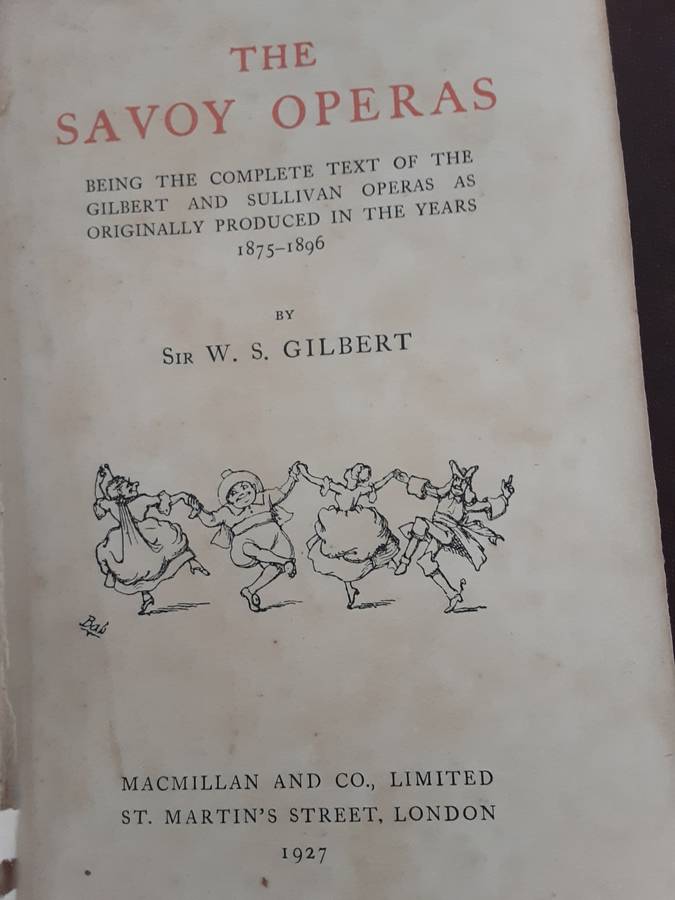 THE
SAVOY OPERAS
BEING THE COMPLETE TEXT OF THE
GILBERT AND SULLIVAN OPERAS AS
ORIGINALLY PRODUCED IN THE YEARS
1875–1896
BY
SIR W. S. GILBERT
Bab
MACMILLAN AND CO., LIMITED
ST. MARTIN'S STREET, LONDON
1927